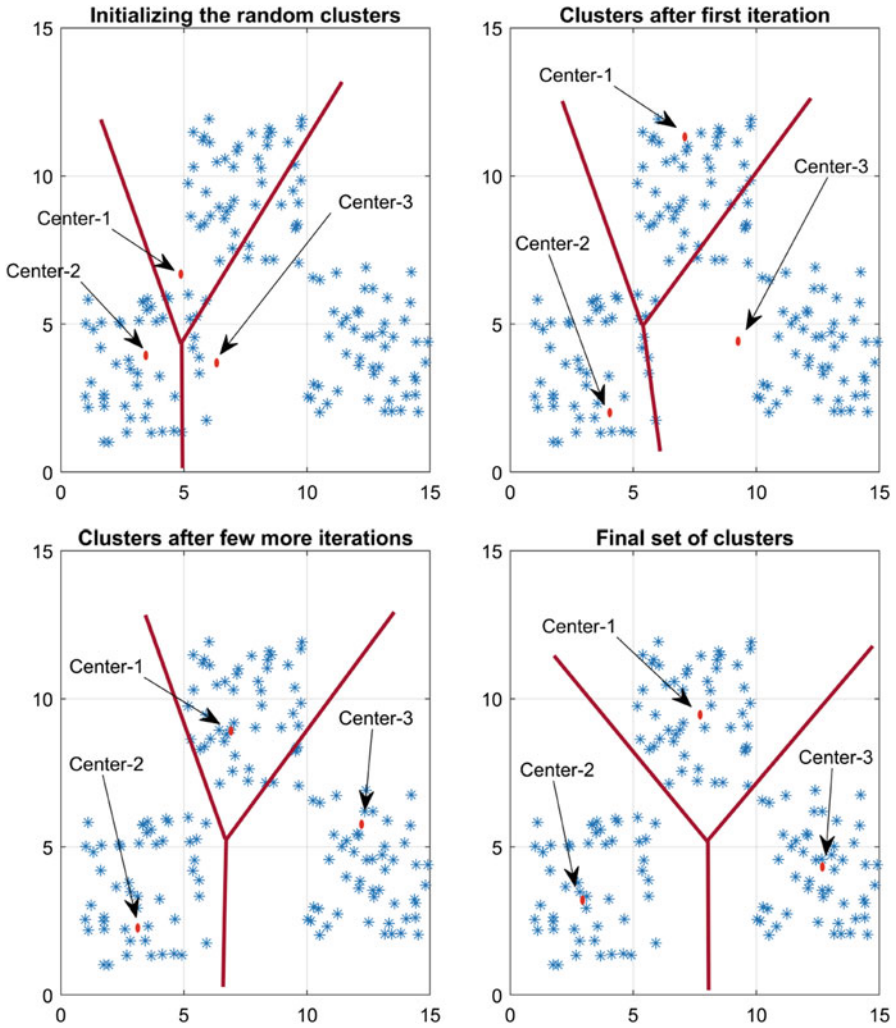 Initializing the random clusters
15
10
5
0
0
5
10
15
Center-1
Center-2
Center-3
Clusters after first iteration
15
10
5
0
0
5
10
15
Center-1
Center-3
Center-2
Clusters after few more iterations
15
10
5
0
0
5
10
15
Center-1
Center-3
Center-2
Final set of clusters
15
10
5
0
0
5
10
15
Center-1
Center-3
Center-2